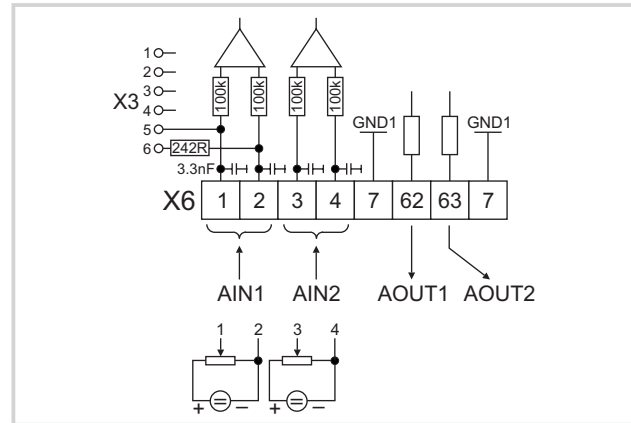 1
2
3
X3
4
5
6
100k
100k
100k
100k
242R
3.3nF
GND1
GND1
X6
1 2 3 4 7 62 63 7
AIN1 AIN2 AOUT1 AOUT2
1 2 3 4
+ = − + = −